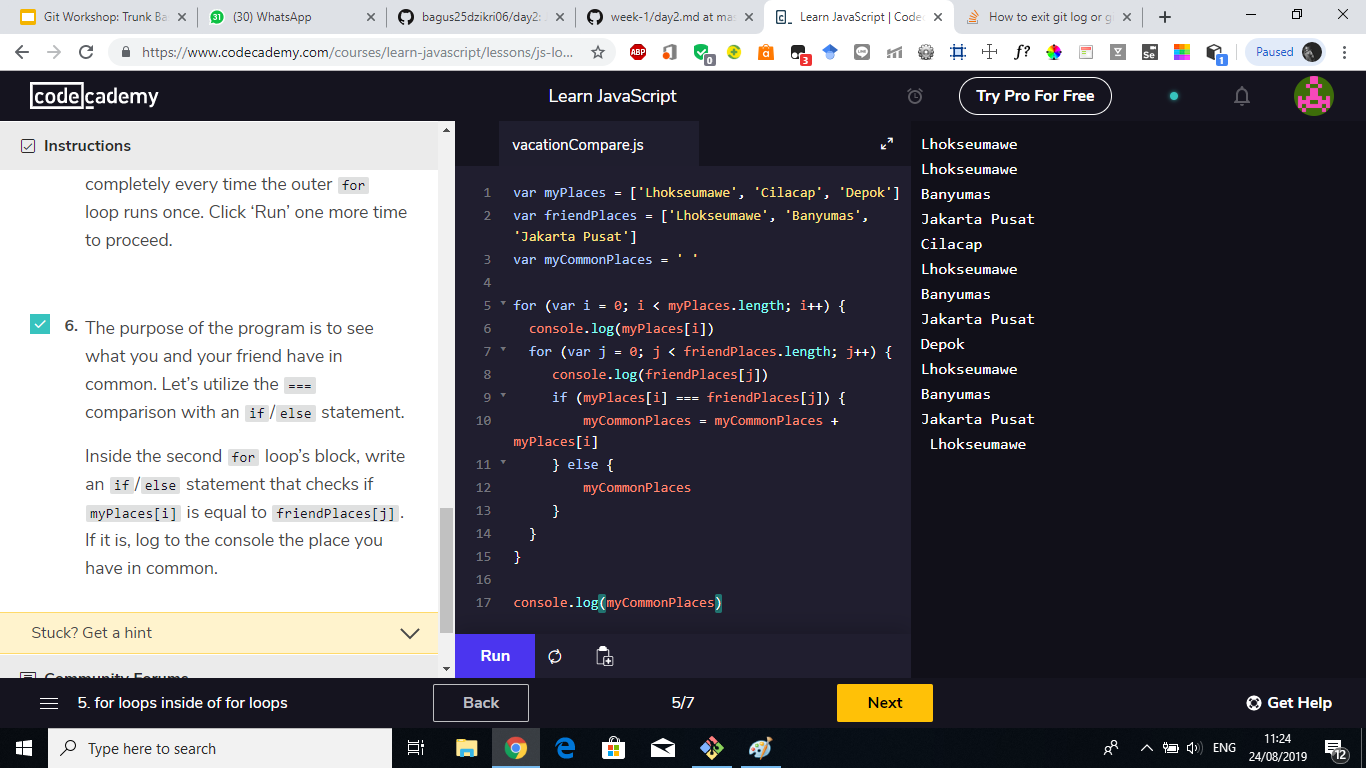 Git Workshop: Trunk Ba
(30) WhatsApp
bagus25dzikri06/day2:
week-1/day2.md at mas
Learn JavaScript | Code
How to exit git log or g
https://www.codecademy.com/courses/learn-javascript/lessons/js-lo...
ABP
0
3
f?
Se
1
Paused
codecademy
Learn JavaScript
Try Pro For Free
Instructions
completely every time the outer for
loop runs once. Click ‘Run’ one more time
to proceed.
6. The purpose of the program is to see
what you and your friend have in
common. Let’s utilize the ===
comparison with an if/else statement.
Inside the second for loop’s block, write
an if/else statement that checks if
myPlaces[i] is equal to friendPlaces[j].
If it is, log to the console the place you
have in common.
Stuck? Get a hint
Community Forums
vacationCompare.js
1 var myPlaces = ['Lhokseumawe', 'Cilacap', 'Depok']
2 var friendPlaces = ['Lhokseumawe', 'Banyumas',
'Jakarta Pusat']
3 var myCommonPlaces = ' '
4
5 for (var i = 0; i < myPlaces.length; i++) {
6 console.log(myPlaces[i])
7 for (var j = 0; j < friendPlaces.length; j++) {
8 console.log(friendPlaces[j])
9 if (myPlaces[i] === friendPlaces[j]) {
10 myCommonPlaces = myCommonPlaces +
myPlaces[i]
11 } else {
12 myCommonPlaces
13 }
14 }
15 }
16
17 console.log(myCommonPlaces)
Run
Lhokseumawe
Lhokseumawe
Banyumas
Jakarta Pusat
Cilacap
Lhokseumawe
Banyumas
Jakarta Pusat
Depok
Lhokseumawe
Banyumas
Jakarta Pusat
Lhokseumawe
5. for loops inside of for loops
Back
5/7
Next
Get Help
Type here to search
ENG
11:24
24/08/2019
12